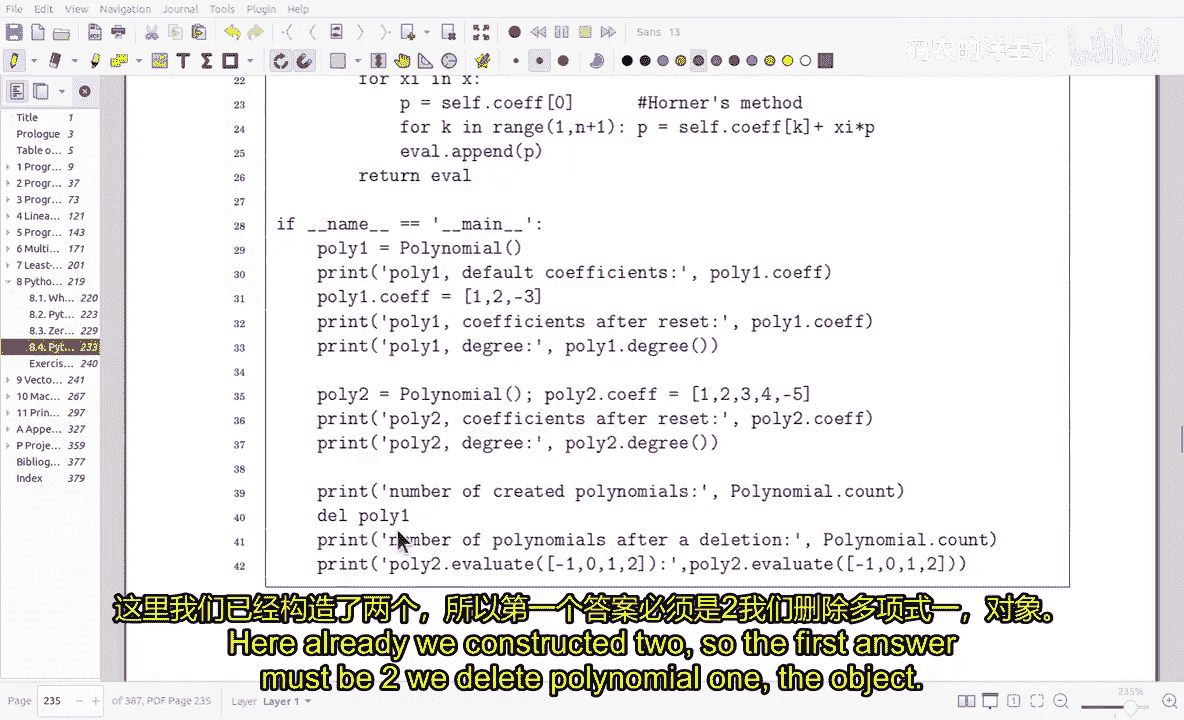 File Edit View Navigation Journal Tools Plugin Help
Sans 13
Title 1
Prologue 3
Table o... 5
1 Progr... 9
2 Progr... 37
3 Progr... 73
4 Linea... 121
5 Progr... 143
6 Multi... 171
7 Least-... 201
8 Pytho... 219
8.1. Wh... 220
8.2. Pyt... 223
8.3. Zer... 229
8.4. Pyt... 233
Exercis... 240
9 Vecto... 241
10 Mac... 267
11 Prin... 297
A Appe... 327
P Proje... 359
Bibliog... 377
Index 379
22 for xi in x:
23 p = self.coeff[0] #Horner's method
24 for k in range(1,n+1): p = self.coeff[k]+ xi*p
25 eval.append(p)
26 return eval
27
28 if __name__ == '__main__':
29 poly1 = Polynomial()
30 print('poly1, default coefficients:', poly1.coeff)
31 poly1.coeff = [1,2,-3]
32 print('poly1, coefficients after reset:', poly1.coeff)
33 print('poly1, degree:', poly1.degree())
34
35 poly2 = Polynomial(); poly2.coeff = [1,2,3,4,-5]
36 print('poly2, coefficients after reset:', poly2.coeff)
37 print('poly2, degree:', poly2.degree())
38
39 print('number of created polynomials:', Polynomial.count)
40 del poly1
41 print('number of polynomials after a deletion:', Polynomial.count)
42 print('poly2.evaluate([-1,0,1,2]):',poly2.evaluate([-1,0,1,2]))
这里我们已经构造了两个，所以第一个答案必须是2我们删除多项式一，对象。
Here already we constructed two, so the first answer
must be 2 we delete polynomial one, the object.
Page 235 of 387, PDF Page 235 Layer Layer 1 235%